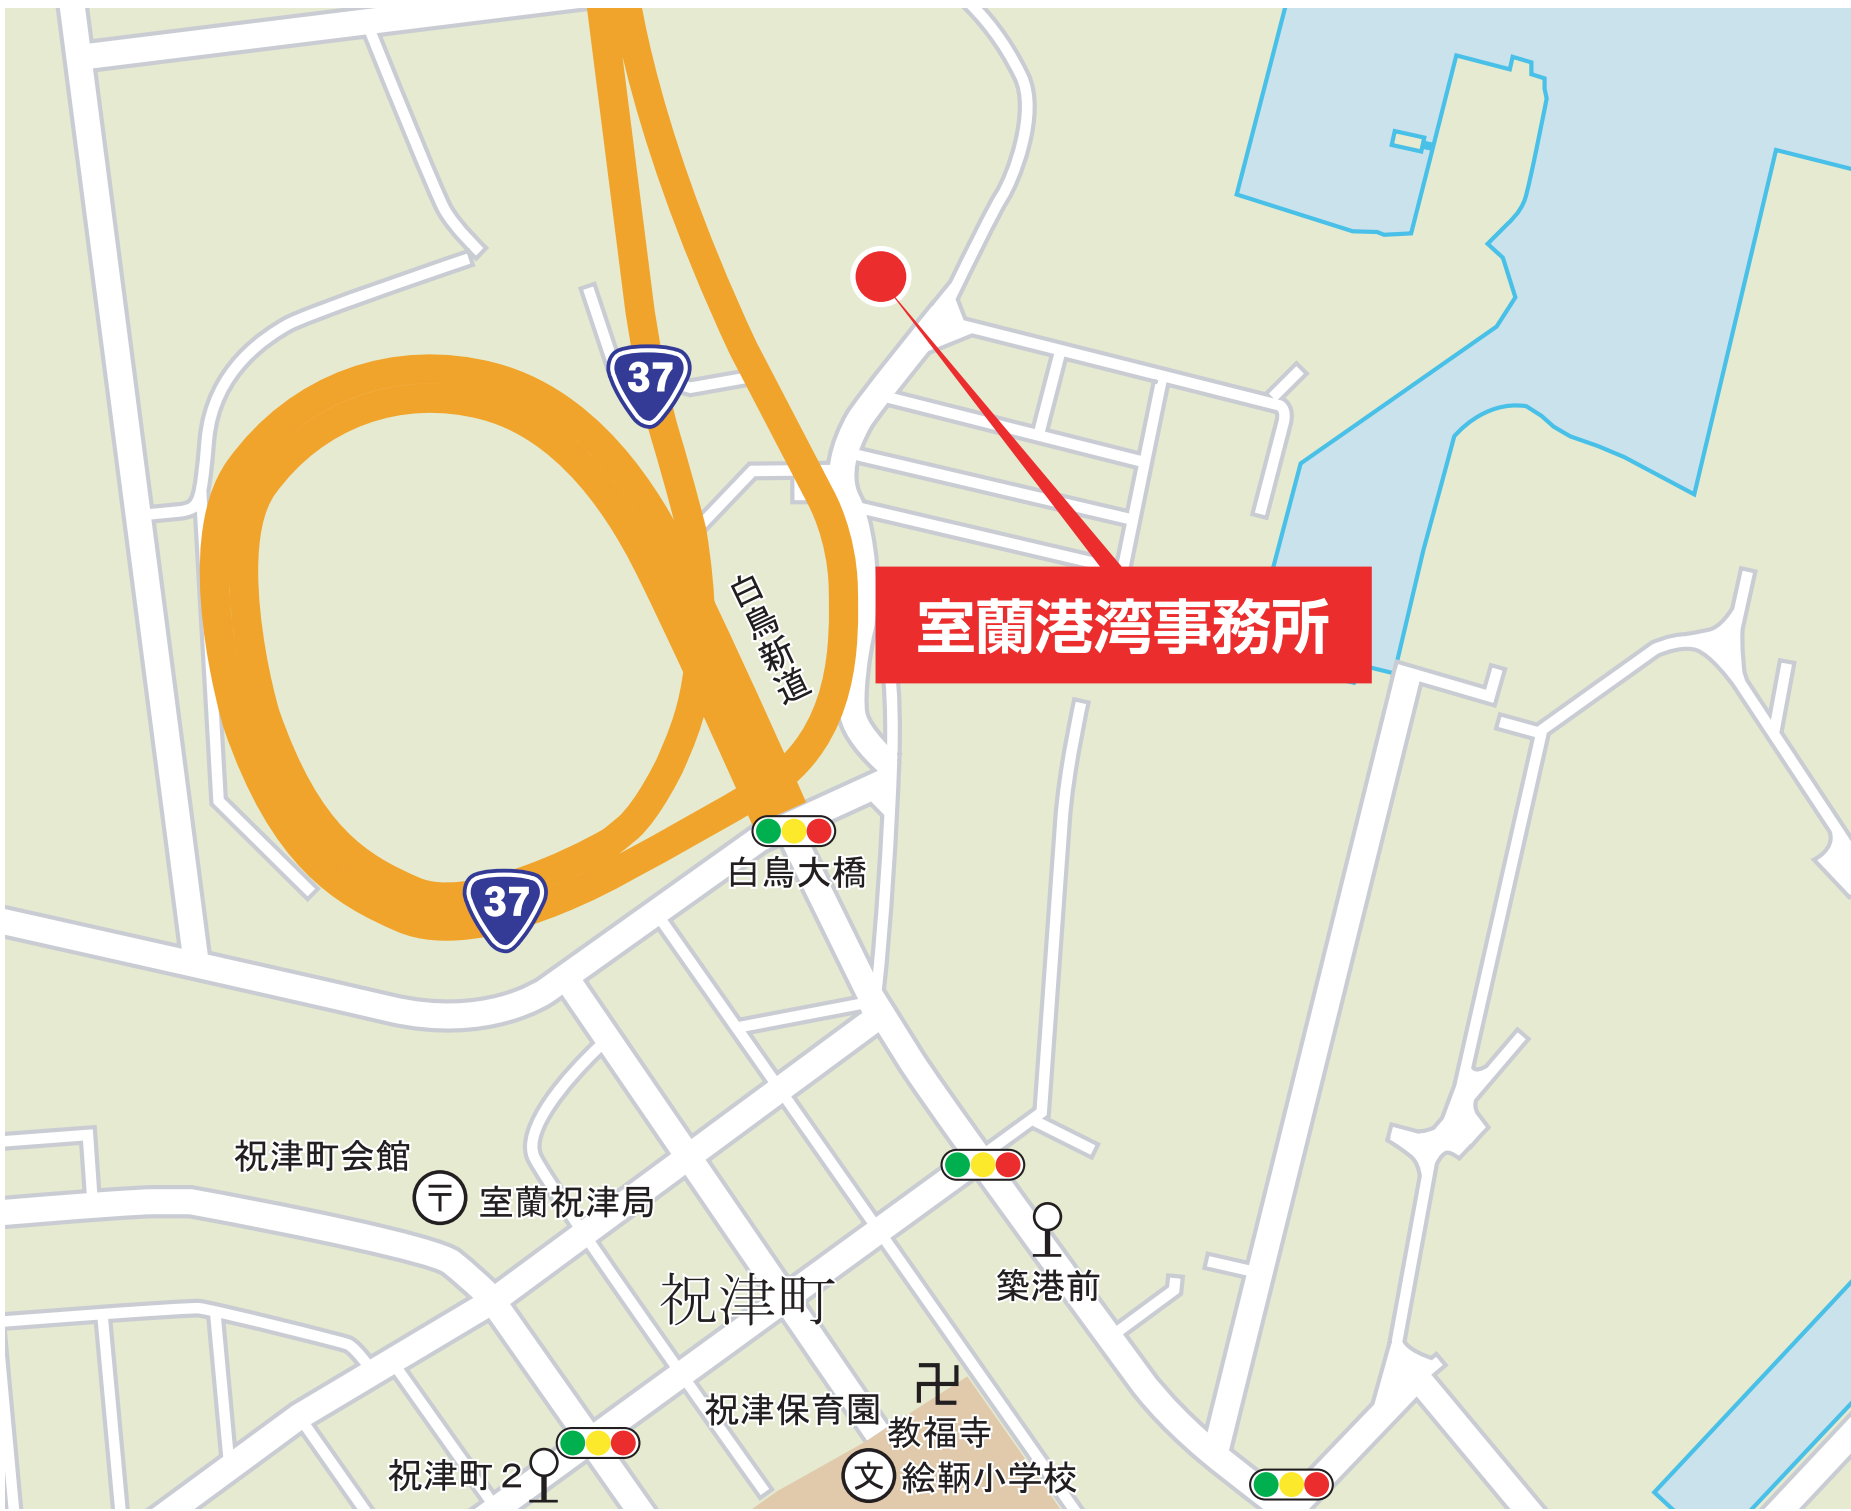 37
白鳥新道
室蘭港湾事務所
白鳥大橋
37
祝津町会館
室蘭祝津局
祝津町
築港前
祝津保育園
教福寺
文
絵鞆小学校
祝津町2